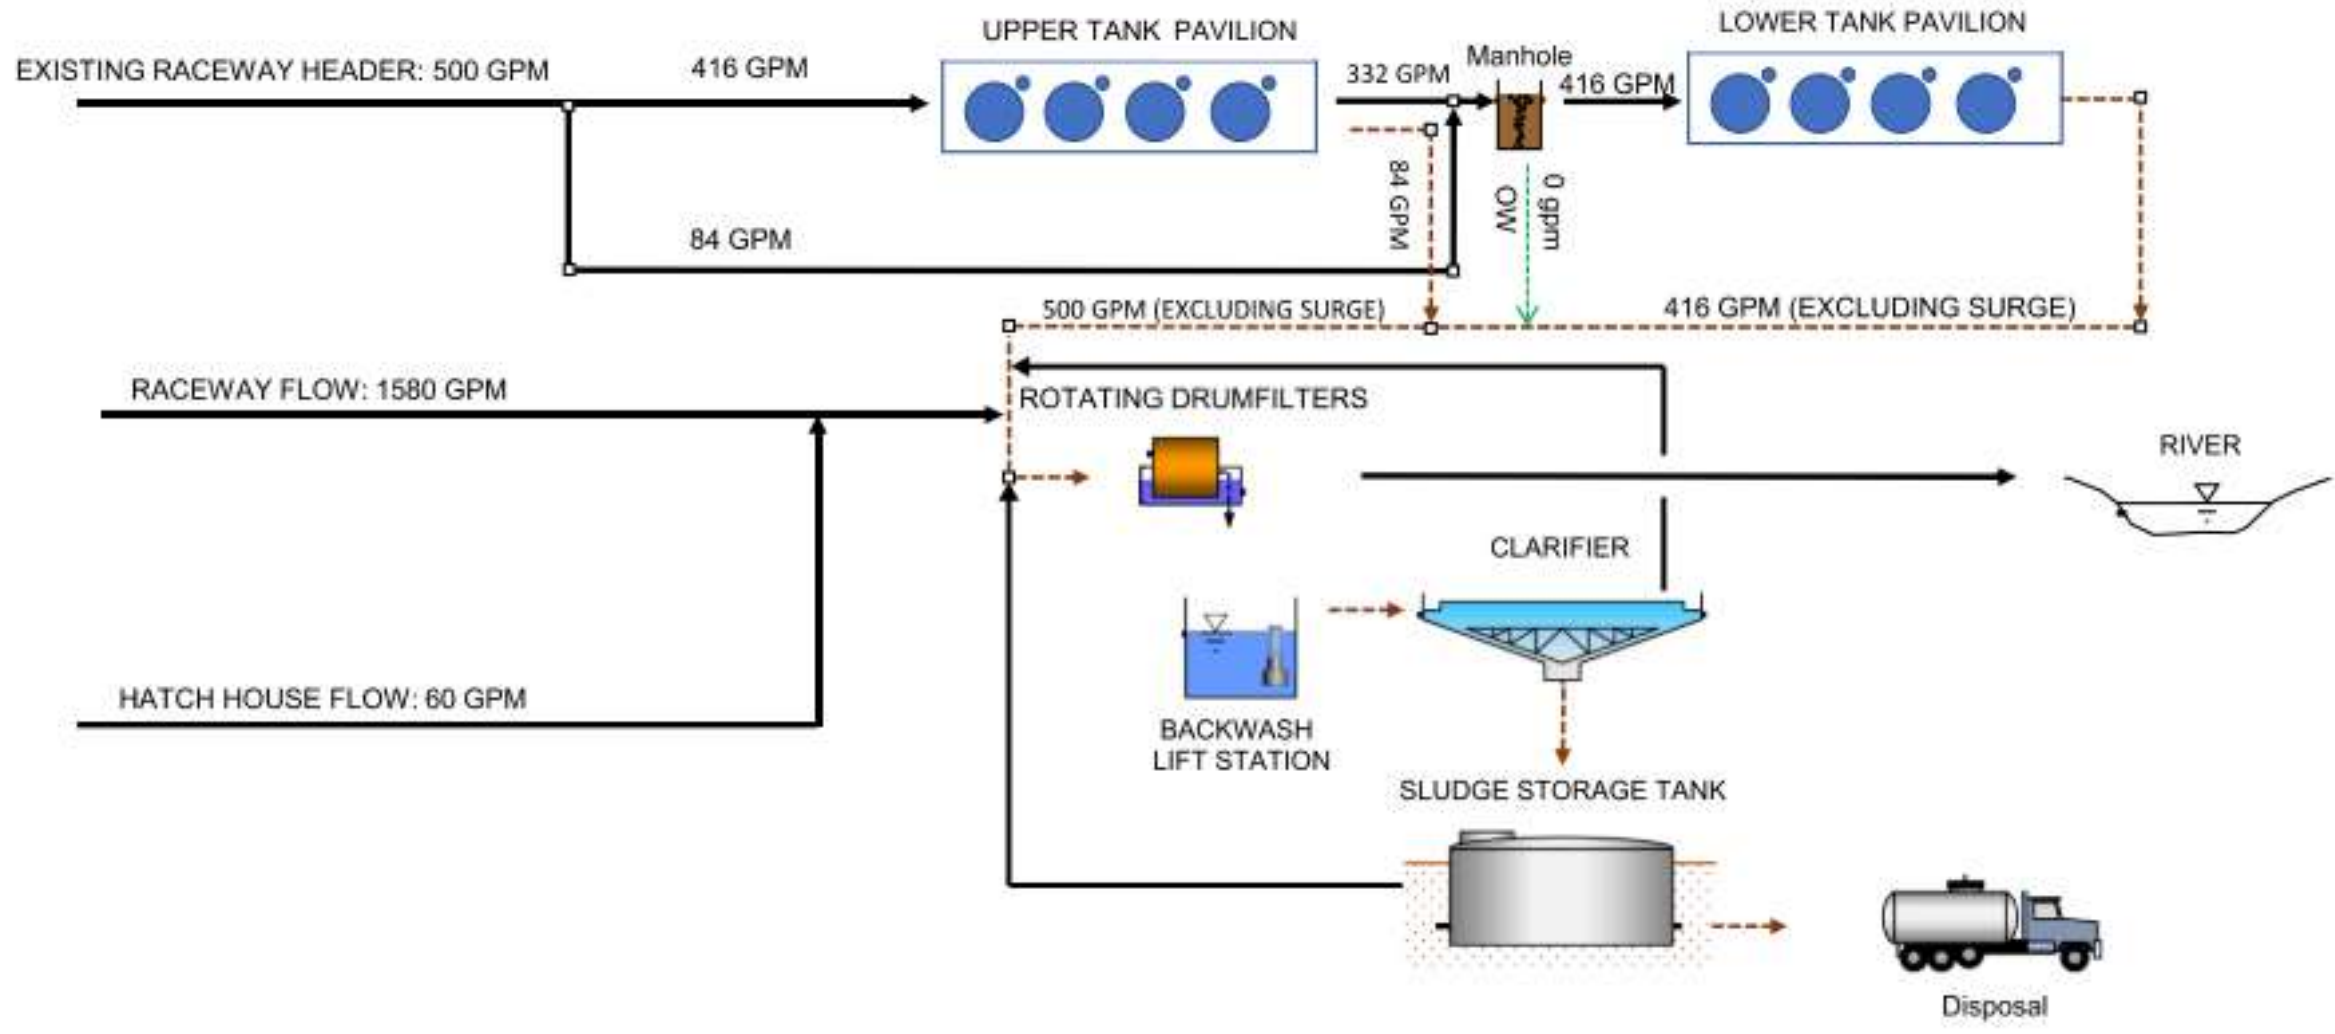 UPPER TANK PAVILION
LOWER TANK PAVILION
EXISTING RACEWAY HEADER: 500 GPM
416 GPM
332 GPM
Manhole
416 GPM
84 GPM
84 GPM
OW
0 gpm
500 GPM (EXCLUDING SURGE)
416 GPM (EXCLUDING SURGE)
RACEWAY FLOW: 1580 GPM
ROTATING DRUMFILTERS
RIVER
CLARIFIER
HATCH HOUSE FLOW: 60 GPM
BACKWASH
LIFT STATION
SLUDGE STORAGE TANK
Disposal